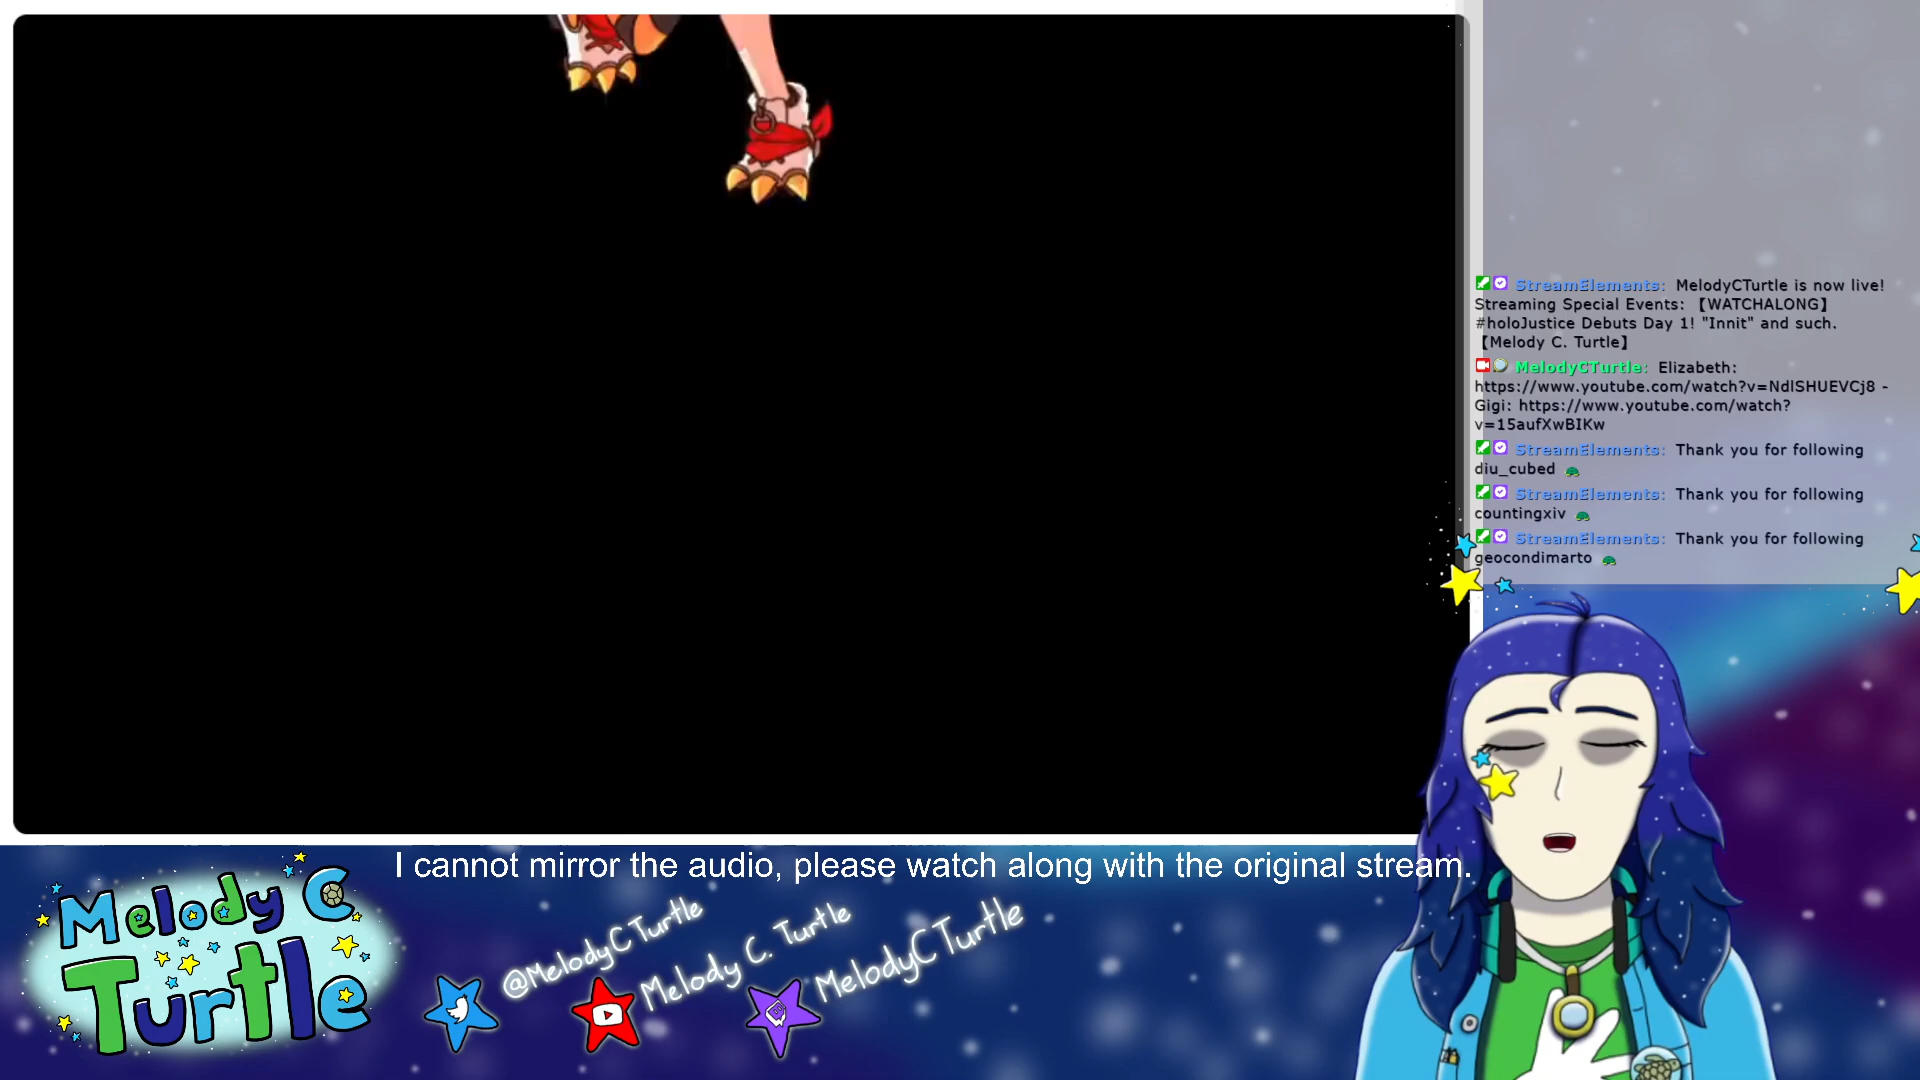 StreamElements: MelodyCTurtle is now live!
Streaming Special Events: 【WATCHALONG】
#holoJustice Debuts Day 1! "Innit" and such.
【Melody C. Turtle】
MelodyCTurtle: Elizabeth:
https://www.youtube.com/watch?v=NdlSHUEVCj8 -
Gigi: https://www.youtube.com/watch?
v=15aufXwBIKw
StreamElements: Thank you for following
diu_cubed
StreamElements: Thank you for following
countingxiv
StreamElements: Thank you for following
geocondimarto
I cannot mirror the audio, please watch along with the original stream.
Melody C.
Turtle
@MelodyCTurtle
Melody C. Turtle
MelodyCTurtle